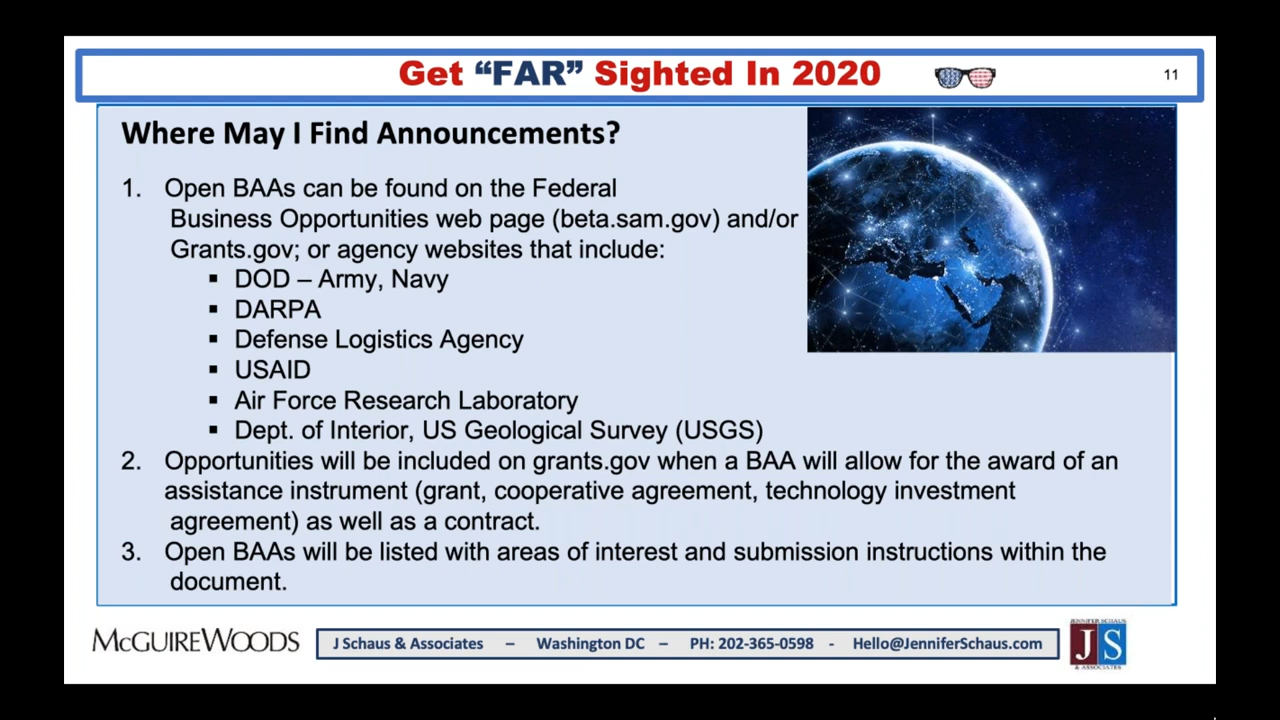 Get “FAR” Sighted In 2020
11
Where May I Find Announcements?
1. Open BAAs can be found on the Federal
Business Opportunities web page (beta.sam.gov) and/or
Grants.gov; or agency websites that include:
▪ DOD – Army, Navy
▪ DARPA
▪ Defense Logistics Agency
▪ USAID
▪ Air Force Research Laboratory
▪ Dept. of Interior, US Geological Survey (USGS)
2. Opportunities will be included on grants.gov when a BAA will allow for the award of an
assistance instrument (grant, cooperative agreement, technology investment
agreement) as well as a contract.
3. Open BAAs will be listed with areas of interest and submission instructions within the
document.
McGUIREWOODS
J Schaus & Associates – Washington DC – PH: 202-365-0598 - Hello@JenniferSchaus.com
JENNIFER SCHAUS
JS
& ASSOCIATES